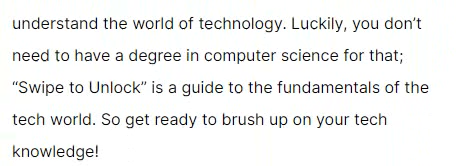 understand the world of technology. Luckily, you don’t
need to have a degree in computer science for that;
“Swipe to Unlock” is a guide to the fundamentals of the
tech world. So get ready to brush up on your tech
knowledge!